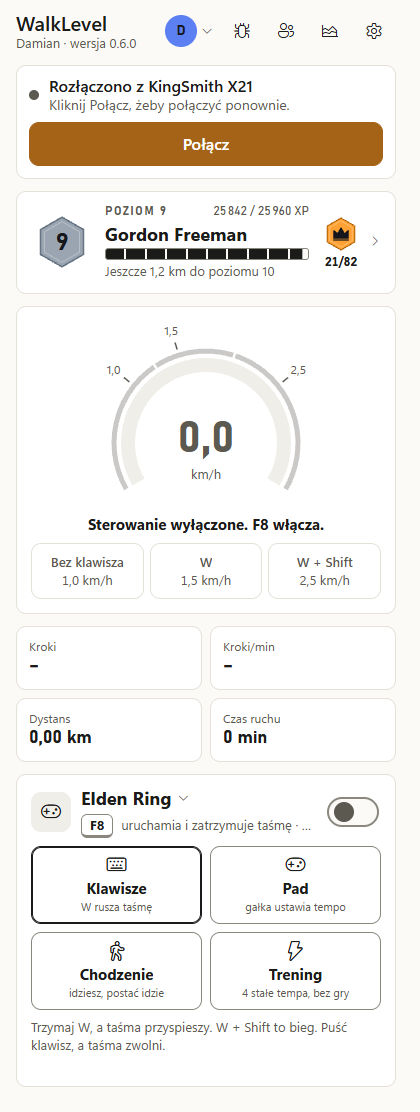 WalkLevel
Damian · wersja 0.6.0
D
Rozłączono z KingSmith X21
Kliknij Połącz, żeby połączyć ponownie.
Połącz
9
POZIOM 9
25 842 / 25 960 XP
Gordon Freeman
Jeszcze 1,2 km do poziomu 10
21/82
1,5
1,0
2,5
0,0
km/h
Sterowanie wyłączone. F8 włącza.
Bez klawisza
1,0 km/h
W
1,5 km/h
W + Shift
2,5 km/h
Kroki
–
Kroki/min
–
Dystans
0,00 km
Czas ruchu
0 min
Elden Ring
F8 uruchamia i zatrzymuje taśmę · ...
Klawisze
W rusza taśmę
Pad
gałka ustawia tempo
Chodzenie
idziesz, postać idzie
Trening
4 stałe tempa, bez gry
Trzymaj W, a taśma przyspieszy. W + Shift to bieg. Puść
klawisz, a taśma zwolni.